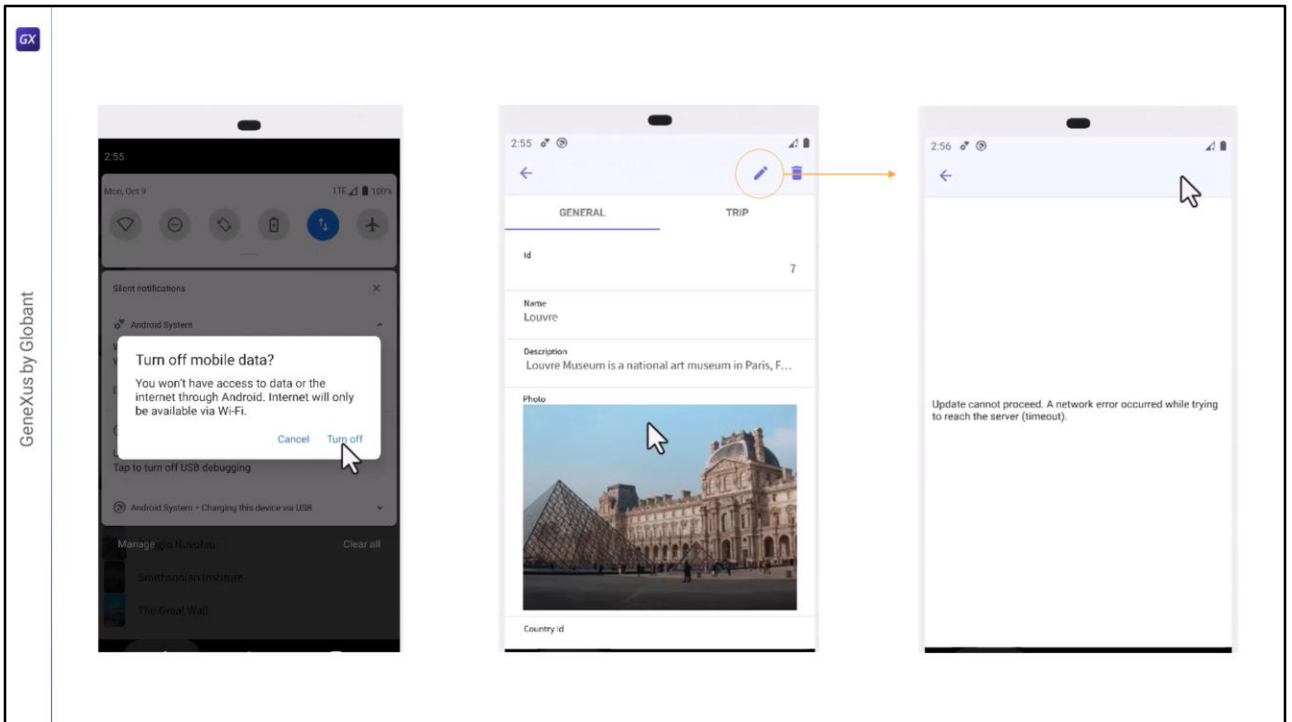 GX
GeneXus by Globant
2:55
Mon, Oct 9
LTE
100%
Silent notifications
Android System
Turn off mobile data?
You won't have access to data or the
internet through Android. Internet will only
be available via Wi-Fi.
Cancel Turn off
Tap to turn off USB debugging
Android System • Charging this device via USB
Manage
Clear all
Smithsonian Institute
The Great Wall
2:55
GENERAL TRIP
Id
7
Name
Louvre
Description
Louvre Museum is a national art museum in Paris, F...
Photo
Country Id
2:56
Update cannot proceed. A network error occurred while trying
to reach the server (timeout).